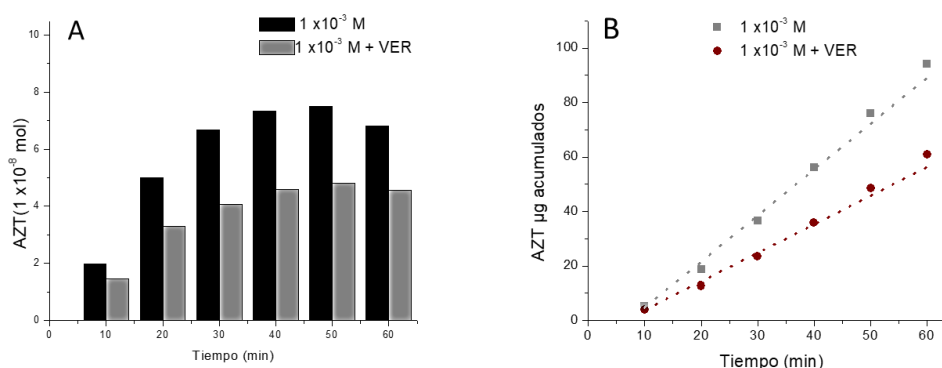 A
1 x10⁻³ M
1 x10⁻³ M + VER
AZT(1 x10⁻⁸ mol)
10
8
6
4
2
0
0 10 20 30 40 50 60
Tiempo (min)
B
1 x10⁻³ M
1 x10⁻³ M + VER
AZT µg acumulados
100
80
60
40
20
0
0 10 20 30 40 50 60
Tiempo (min)